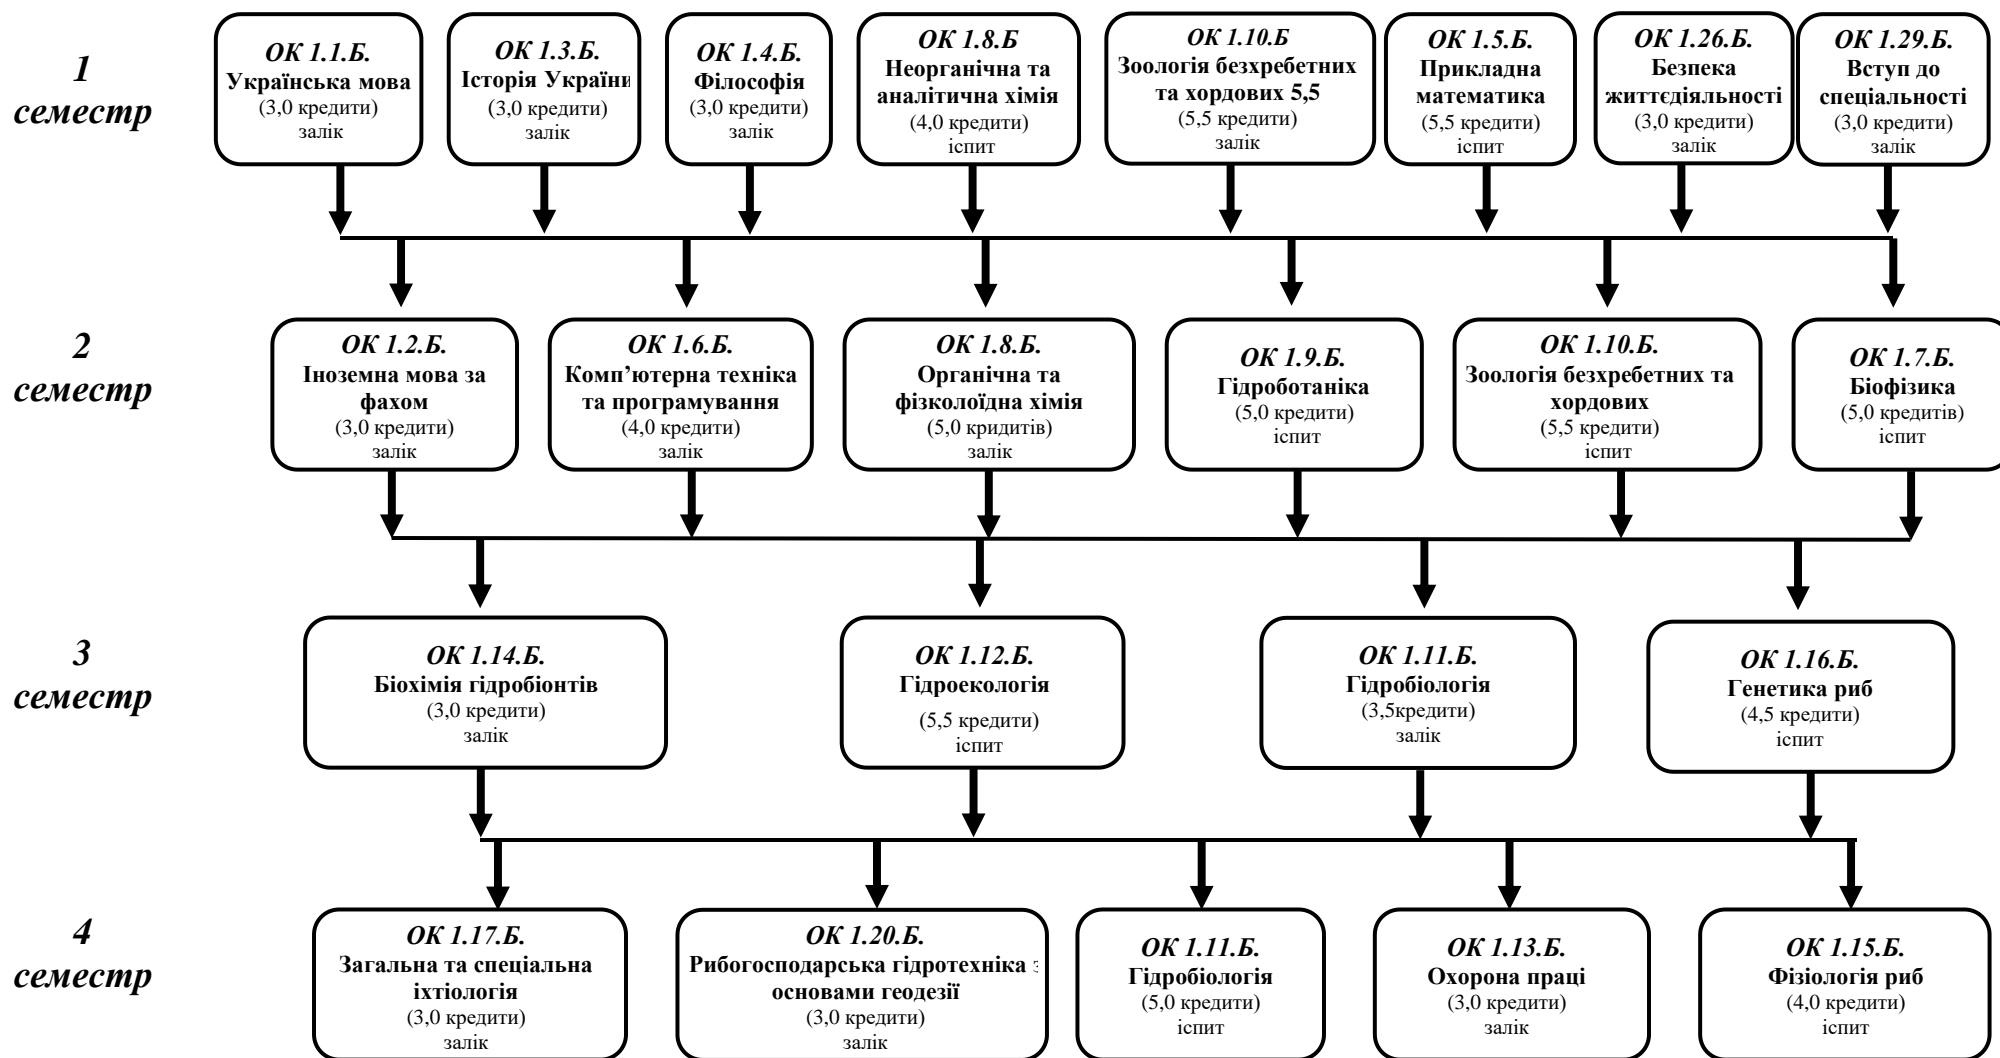 1
семестр
ОК 1.1.Б.
Українська мова
(3,0 кредити)
залік
ОК 1.3.Б.
Історія України
(3,0 кредити)
залік
ОК 1.4.Б.
Філософія
(3,0 кредити)
залік
ОК 1.8.Б
Неорганічна та
аналітична хімія
(4,0 кредити)
іспит
ОК 1.10.Б
Зоологія безхребетних
та хордових 5,5
(5,5 кредити)
залік
ОК 1.5.Б.
Прикладна
математика
(5,5 кредити)
іспит
ОК 1.26.Б.
Безпека
життєдіяльності
(3,0 кредити)
залік
ОК 1.29.Б.
Вступ до
спеціальності
(3,0 кредити)
залік
2
семестр
ОК 1.2.Б.
Іноземна мова за
фахом
(3,0 кредити)
залік
ОК 1.6.Б.
Комп’ютерна техніка
та програмування
(4,0 кредити)
залік
ОК 1.8.Б.
Органічна та
фізколоїдна хімія
(5,0 кридитів)
залік
ОК 1.9.Б.
Гідроботаніка
(5,0 кредити)
іспит
ОК 1.10.Б.
Зоологія безхребетних та
хордових
(5,5 кредити)
іспит
ОК 1.7.Б.
Біофізика
(5,0 кредитів)
іспит
3
семестр
ОК 1.14.Б.
Біохімія гідробіонтів
(3,0 кредити)
залік
ОК 1.12.Б.
Гідроекологія
(5,5 кредити)
іспит
ОК 1.11.Б.
Гідробіологія
(3,5кредити)
залік
ОК 1.16.Б.
Генетика риб
(4,5 кредити)
іспит
4
семестр
ОК 1.17.Б.
Загальна та спеціальна
іхтіологія
(3,0 кредити)
залік
ОК 1.20.Б.
Рибогосподарська гідротехніка з
основами геодезії
(3,0 кредити)
залік
ОК 1.11.Б.
Гідробіологія
(5,0 кредити)
іспит
ОК 1.13.Б.
Охорона праці
(3,0 кредити)
залік
ОК 1.15.Б.
Фізіологія риб
(4,0 кредити)
іспит